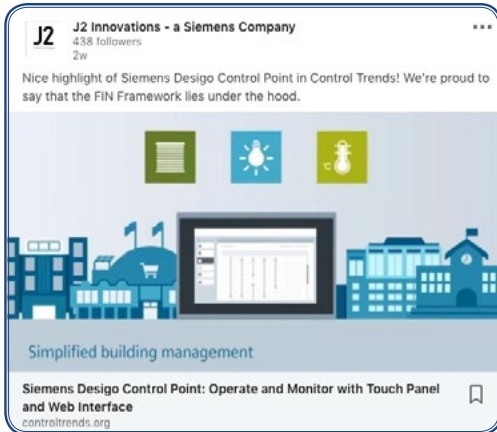 J2
J2 Innovations - a Siemens Company
438 followers
2w
Nice highlight of Siemens Desigo Control Point in Control Trends! We're proud to
say that the FIN Framework lies under the hood.
°C
Simplified building management
Siemens Desigo Control Point: Operate and Monitor with Touch Panel
and Web Interface
controltrends.org